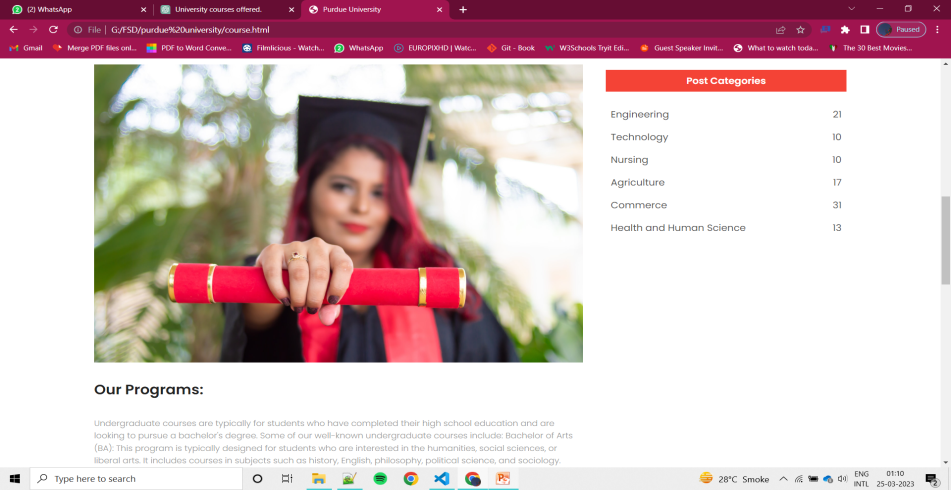 (2) WhatsApp
University courses offered.
Purdue University
File | G:/FSD/purdue%20university/course.html
Paused
Gmail
Merge PDF files onl...
PDF to Word Conve...
Filmlicious - Watch...
WhatsApp
EUROPIXHD | Watc...
Git - Book
W3Schools Tryit Edi...
Guest Speaker Invit...
What to watch toda...
The 30 Best Movies...
Post Categories
Engineering 21
Technology 10
Nursing 10
Agriculture 17
Commerce 31
Health and Human Science 13
Our Programs:
Undergraduate courses are typically for students who have completed their high school education and are
looking to pursue a bachelor's degree. Some of our well-known undergraduate courses include: Bachelor of Arts
(BA): This program is typically designed for students who are interested in the humanities, social sciences, or
liberal arts. It includes courses in subjects such as history, English, philosophy, political science, and sociology.
Type here to search
28°C Smoke
ENG
INTL
01:10
25-03-2023
2